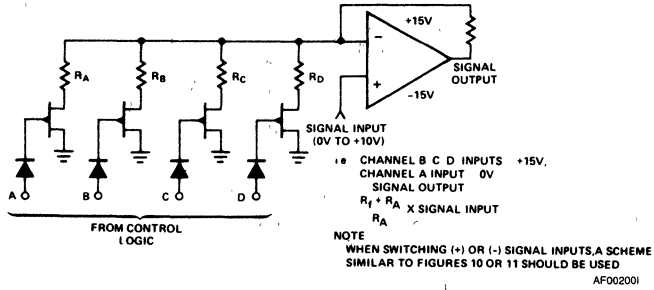 +15V
−
+
-15V
SIGNAL
OUTPUT
RA
RB
RC
RD
SIGNAL INPUT
(0V TO +10V)
A
B
C
D
FROM CONTROL
LOGIC
ie CHANNEL B C D INPUTS +15V,
CHANNEL A INPUT 0V
SIGNAL OUTPUT
Rf + RA
RA
X SIGNAL INPUT
NOTE
WHEN SWITCHING (+) OR (-) SIGNAL INPUTS, A SCHEME
SIMILAR TO FIGURES 10 OR 11 SHOULD BE USED
AF00200I